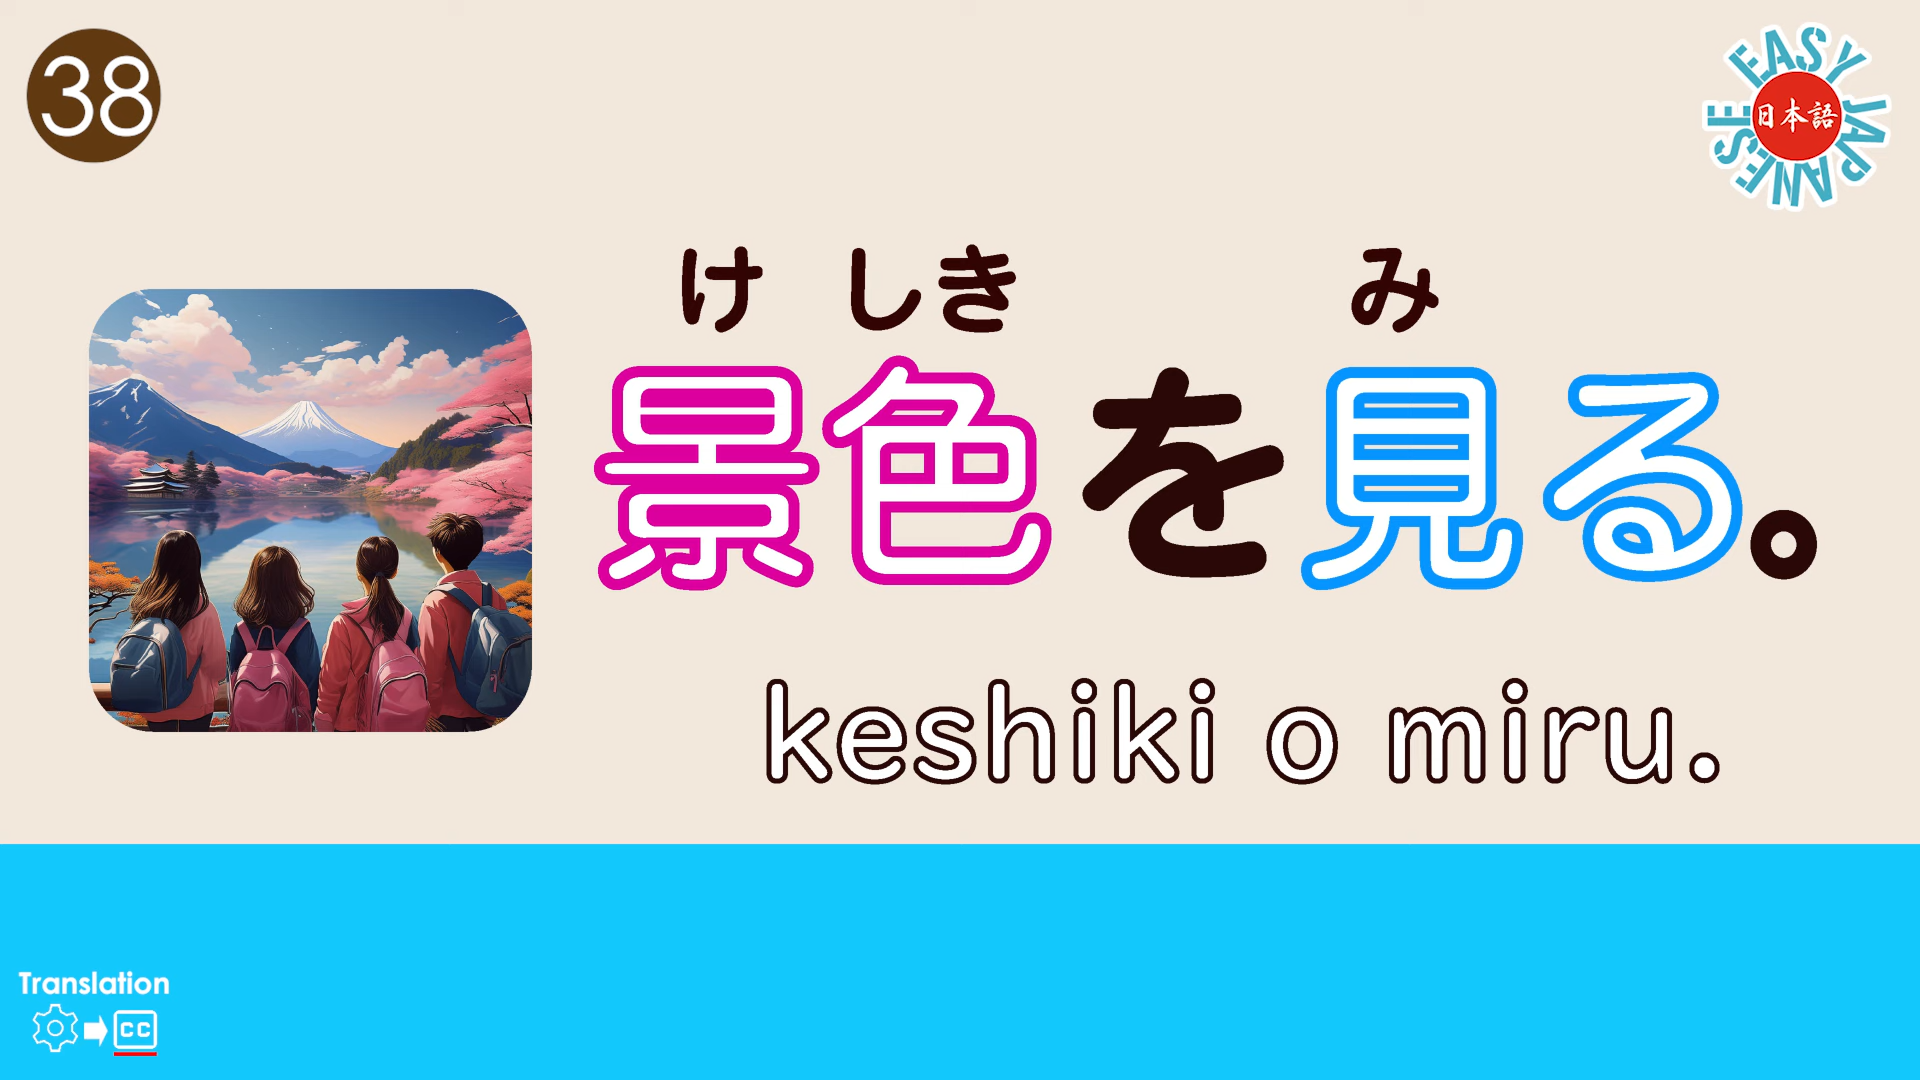 38
EASY JAPANESE
日本語
け しき み
景色を見る。
keshiki o miru.
Translation
CC